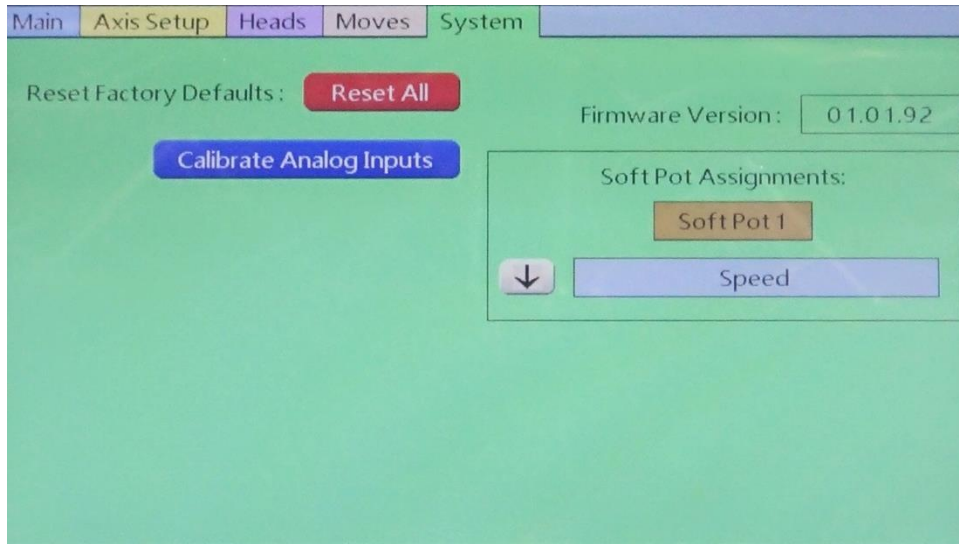 Main Axis Setup Heads Moves System
Reset Factory Defaults : Reset All
Firmware Version : 01.01.92
Calibrate Analog Inputs
Soft Pot Assignments:
Soft Pot 1
Speed